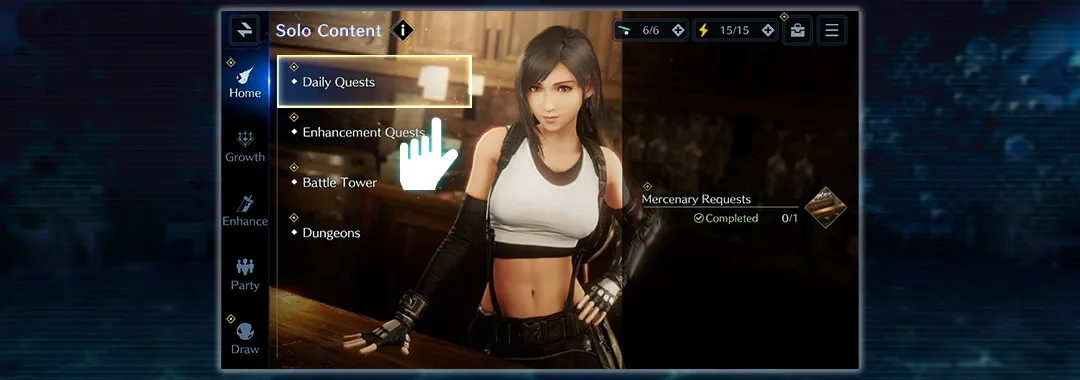 Solo Content
6/6
15/15
Daily Quests
Home
Enhancement Quests
Growth
Battle Tower
Mercenary Requests
Completed 0/1
Enhance
Dungeons
Party
Draw